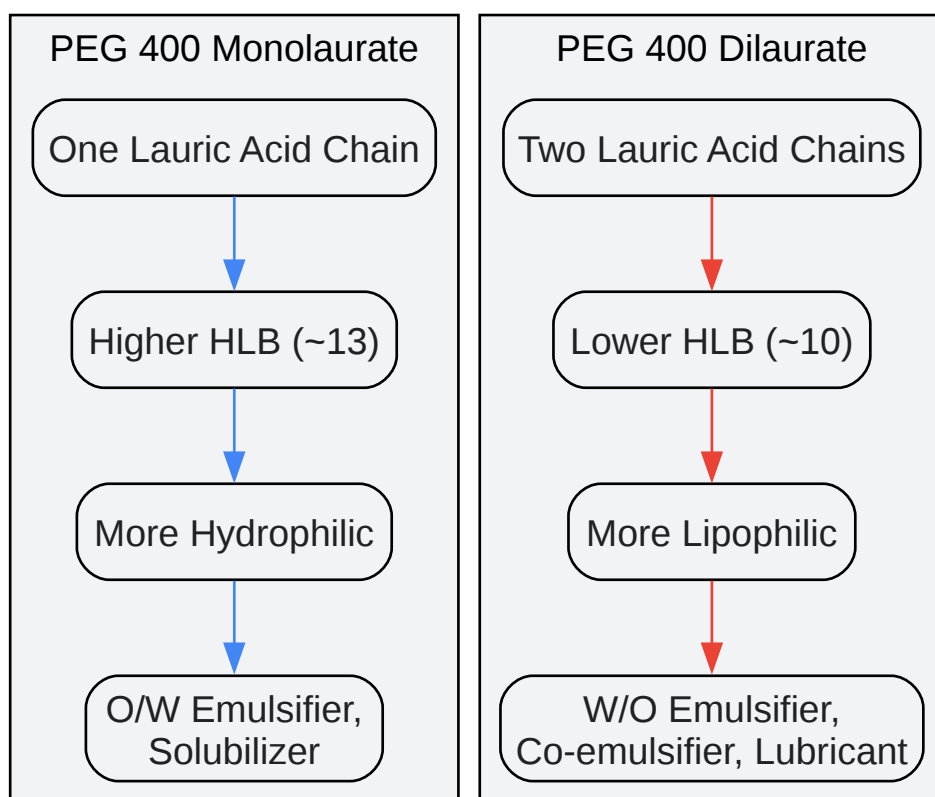 PEG 400 Monolaurate
One Lauric Acid Chain
Higher HLB (~13)
More Hydrophilic
O/W Emulsifier,
Solubilizer
PEG 400 Dilaurate
Two Lauric Acid Chains
Lower HLB (~10)
More Lipophilic
W/O Emulsifier,
Co-emulsifier, Lubricant